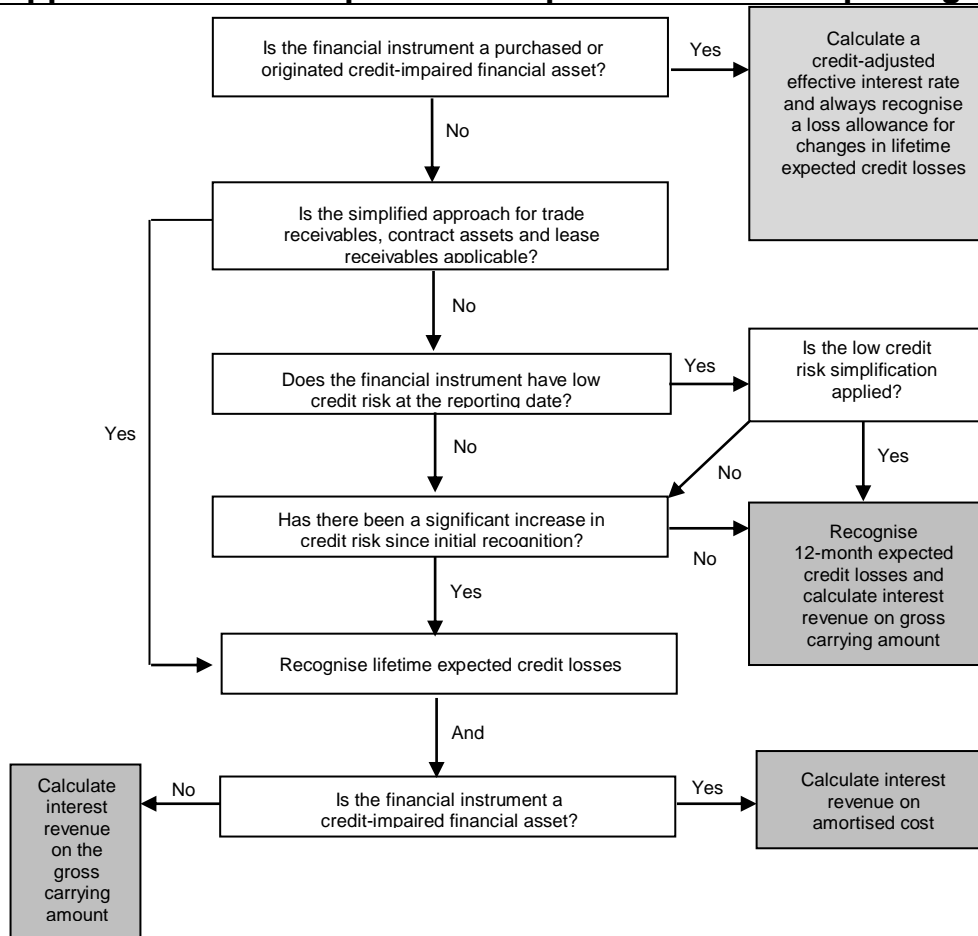 Is the financial instrument a purchased or
originated credit-impaired financial asset?
Yes
Calculate a
credit-adjusted
effective interest rate
and always recognise
a loss allowance for
changes in lifetime
expected credit losses
No
Is the simplified approach for trade
receivables, contract assets and lease
receivables applicable?
No
Does the financial instrument have low
credit risk at the reporting date?
Yes
Is the low credit
risk simplification
applied?
Yes
No
No
Yes
Has there been a significant increase in
credit risk since initial recognition?
No
Recognise
12-month expected
credit losses and
calculate interest
revenue on gross
carrying amount
Yes
Recognise lifetime expected credit losses
And
Is the financial instrument a
credit-impaired financial asset?
No
Calculate
interest
revenue
on the
gross
carrying
amount
Yes
Calculate interest
revenue on
amortised cost